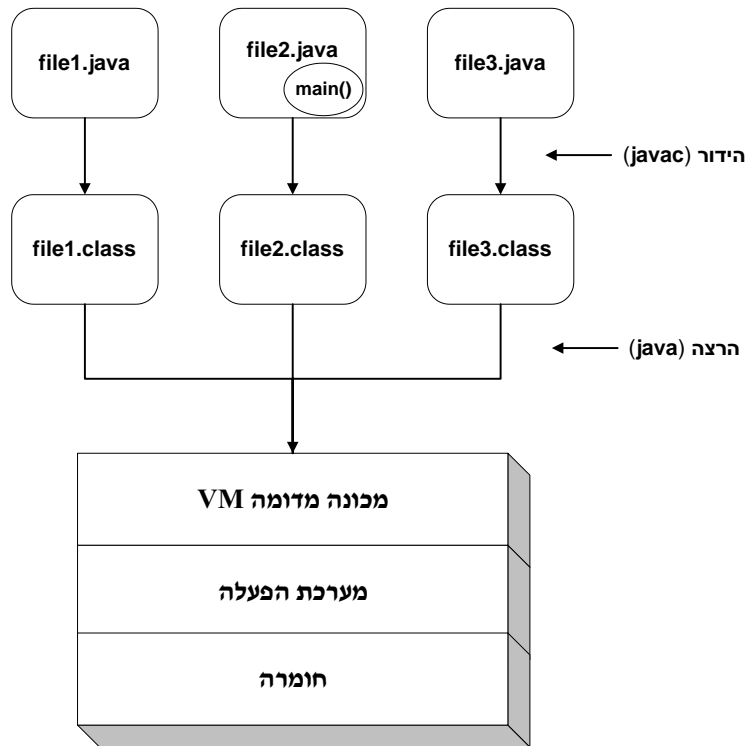 file1.java
file2.java
main()
file3.java
הידור (javac)
file1.class
file2.class
file3.class
הרצה (java)
מכונה מדומה VM
מערכת הפעלה
חומרה